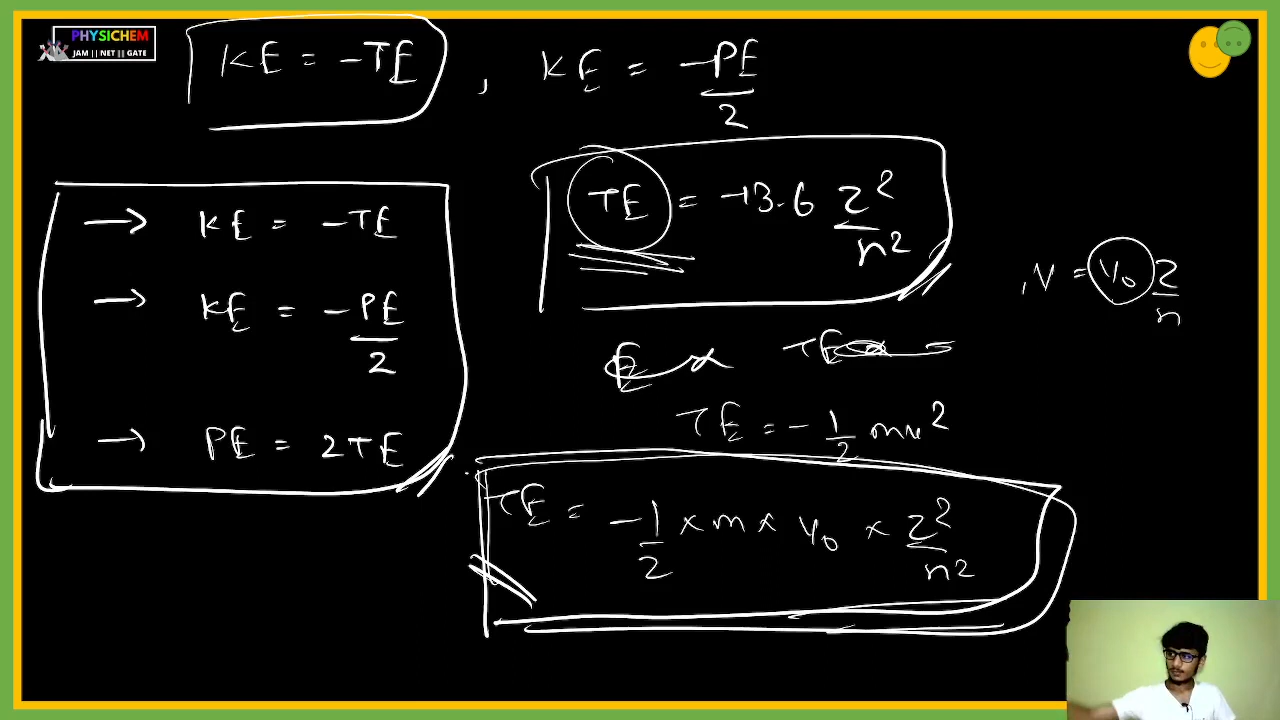 PHYSICHEM
JAM || NET || GATE
KE = -TE , KE = -PE/2
→ KE = -TE
→ KE = -PE/2
→ PE = 2TE
TE = -13.6 Z²/n²
, V = V₀ Z/n
E ∝ TE =
TE = -1/2 mv²
TE = -1/2 × m × V₀ × Z²/n²